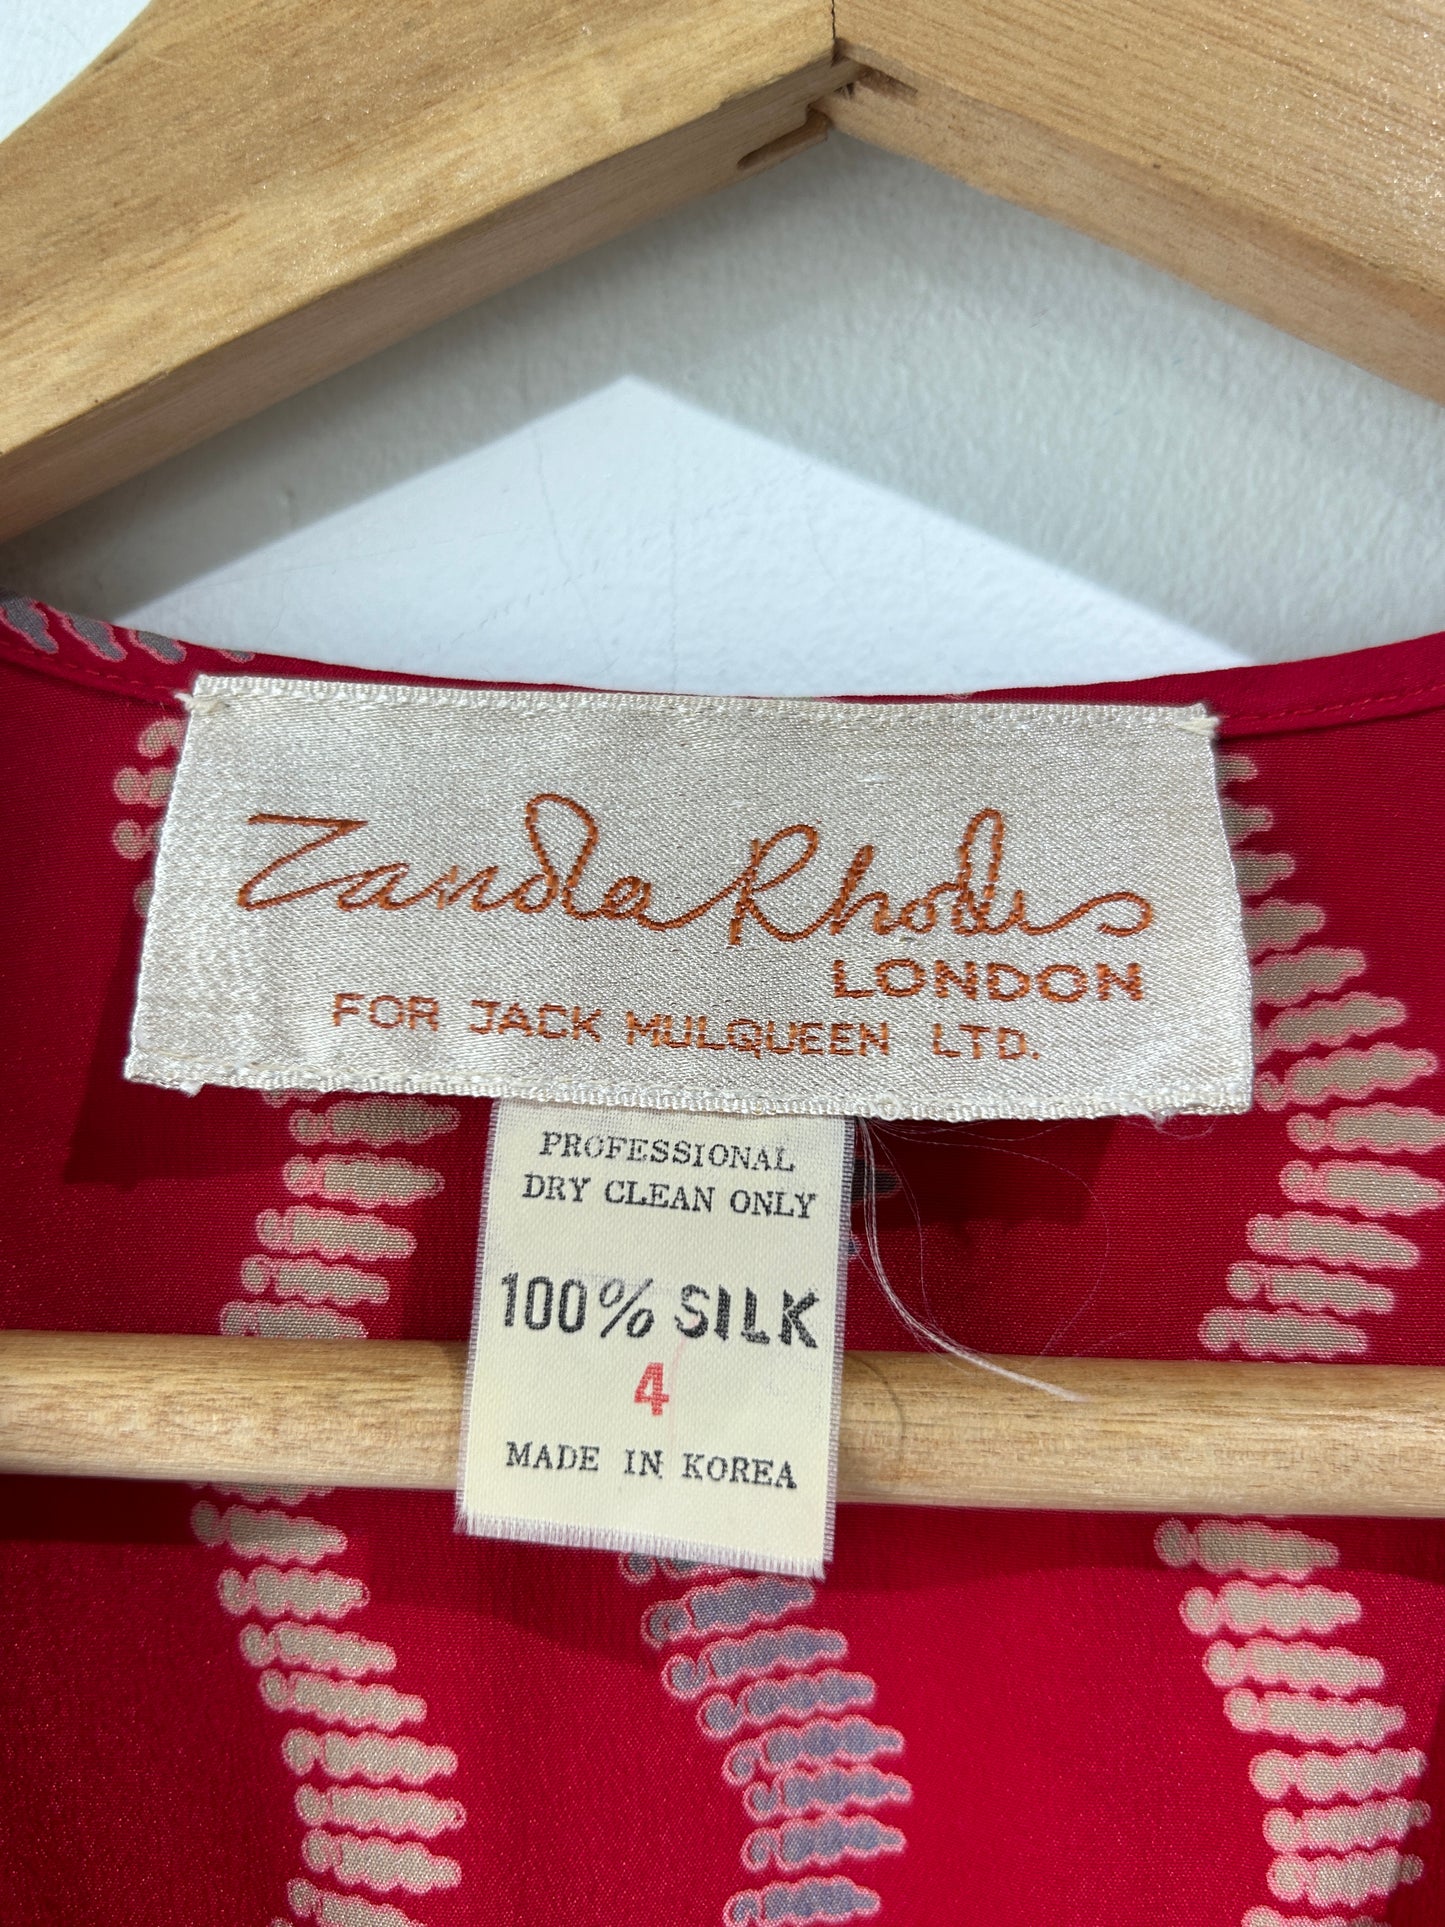 Zandra Rhodes
LONDON
FOR JACK MULQUEEN LTD.
PROFESSIONAL
DRY CLEAN ONLY
100% SILK
4
MADE IN KOREA